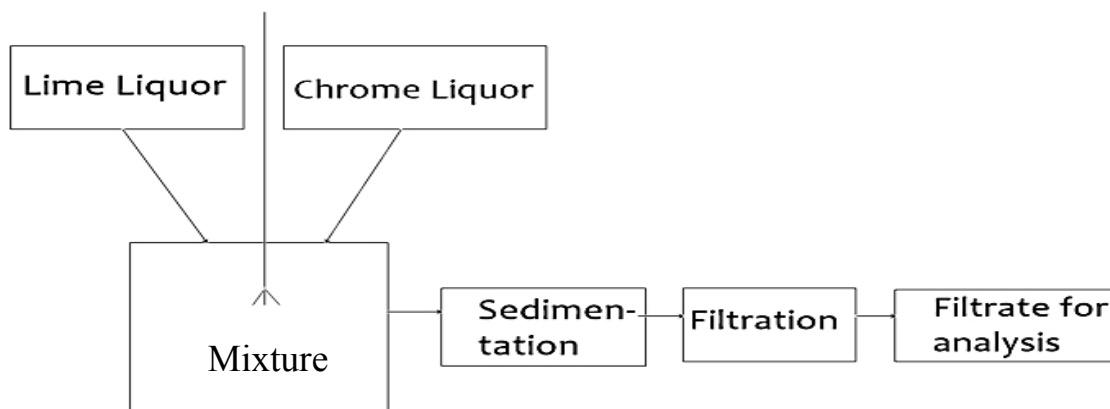 Lime Liquor
Chrome Liquor
Mixture
Sedimen-
tation
Filtration
Filtrate for
analysis